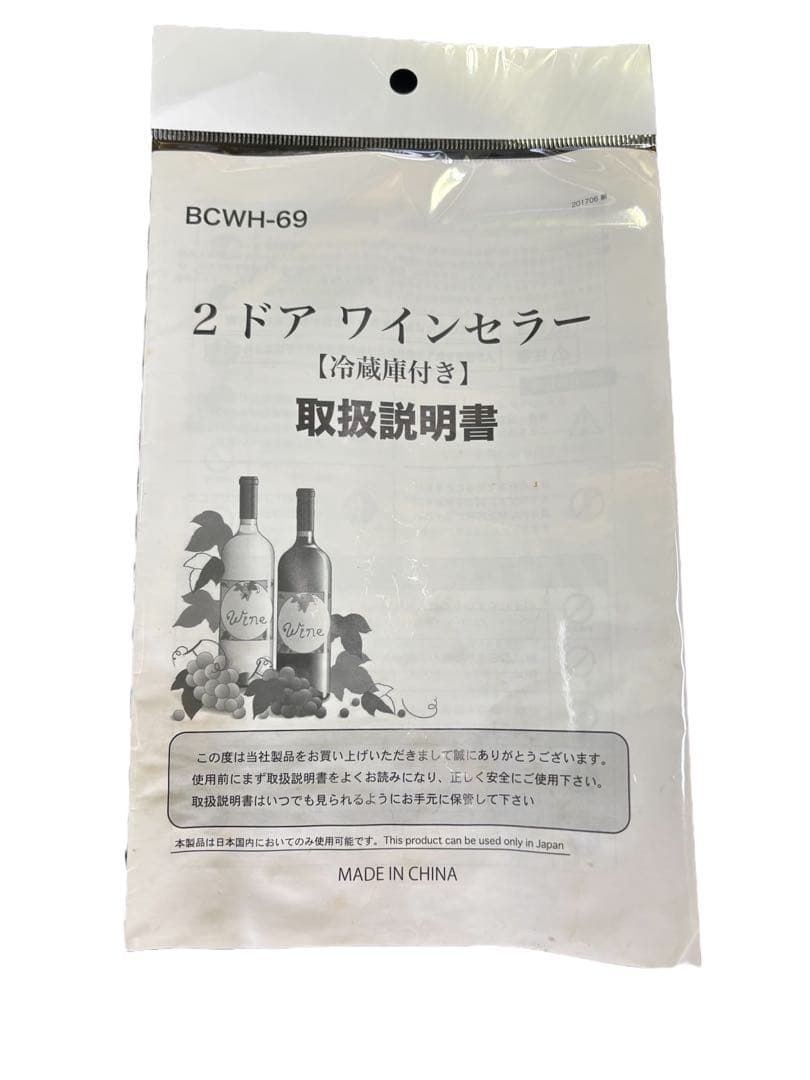 BCWH-69
201706 新
2ドア ワインセラー
【冷蔵庫付き】
取扱説明書
Wine
Wine
この度は当社製品をお買い上げいただきまして誠にありがとうございます。
使用前にまず取扱説明書をよくお読みになり、正しく安全にご使用下さい。
取扱説明書はいつでも見られるようにお手元に保管して下さい
本製品は日本国内においてのみ使用可能です。This product can be used only in Japan
MADE IN CHINA